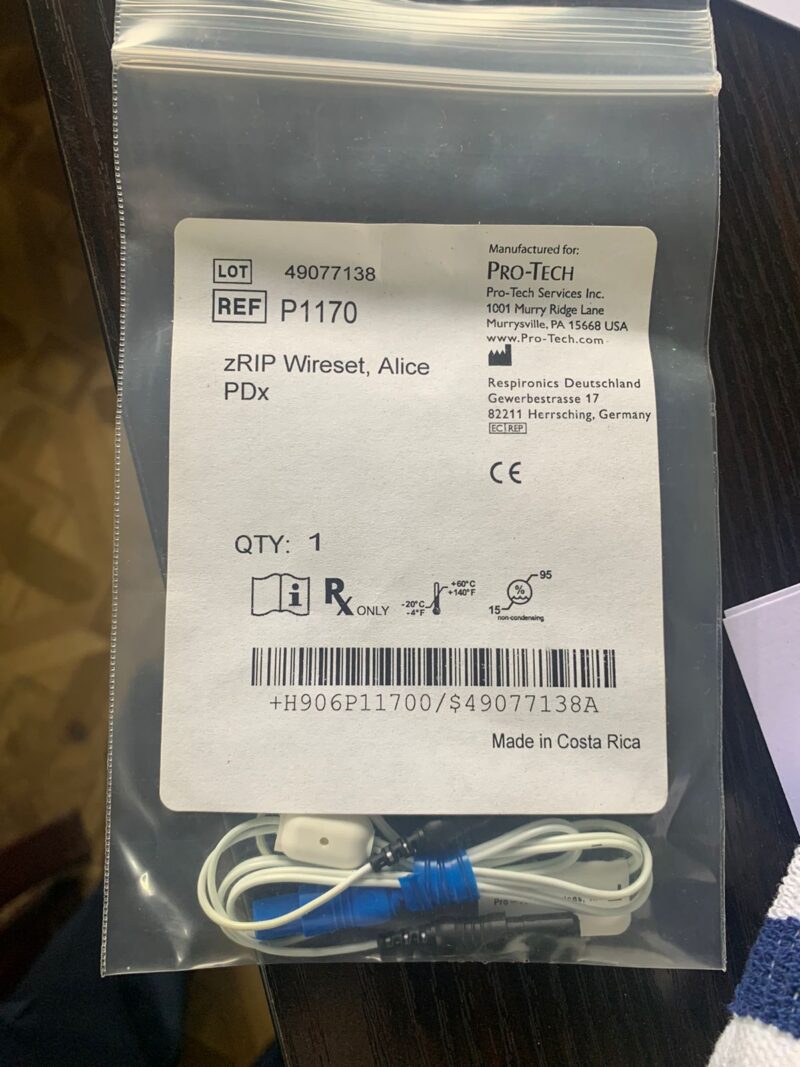 LOT 49077138
REF P1170
zRIP Wireset, Alice
PDx
Manufactured for:
PRO-TECH
Pro-Tech Services Inc.
1001 Murry Ridge Lane
Murrysville, PA 15668 USA
www.Pro-Tech.com
Respironics Deutschland
Gewerbestrasse 17
82211 Herrsching, Germany
EC REP
CE
QTY: 1
i
Rx ONLY
-20°C
-4°F
+60°C
+140°F
%
95
15
non-condensing
+H906P11700/$49077138A
Made in Costa Rica
Pro